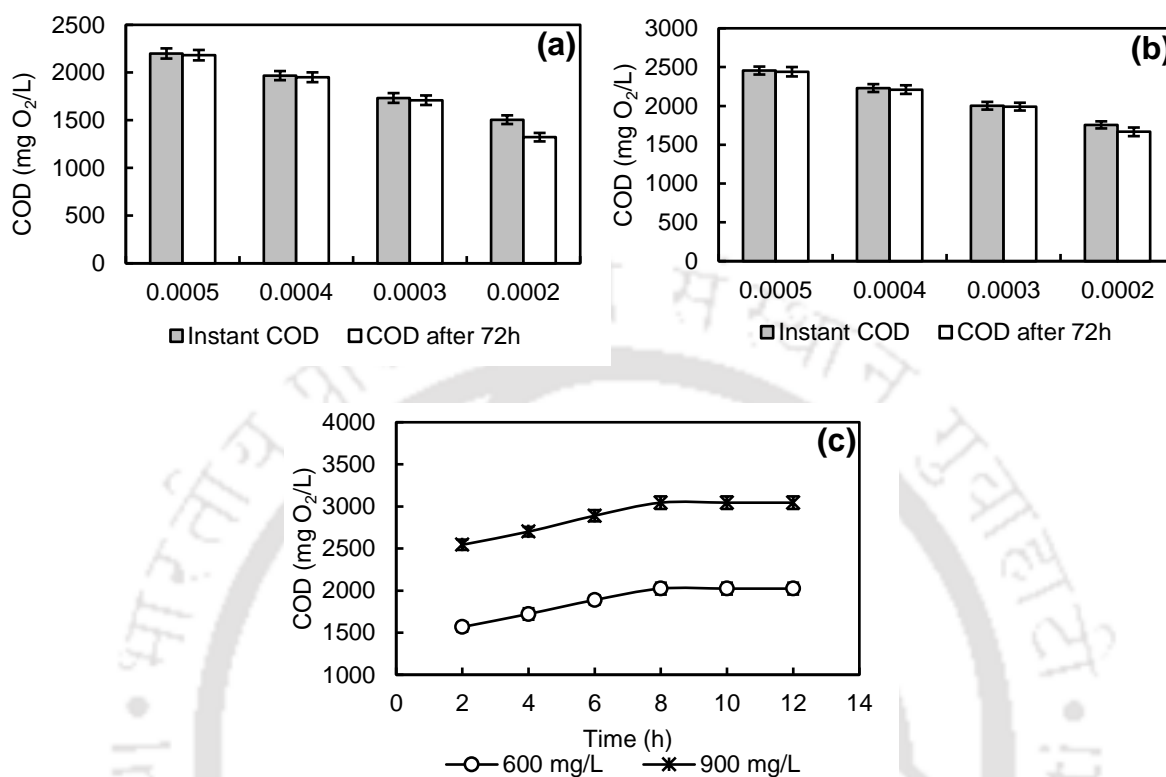 (a)
COD (mg O₂/L)
2500
2000
1500
1000
500
0
0.0005 0.0004 0.0003 0.0002
Instant COD COD after 72h
(b)
COD (mg O₂/L)
3000
2500
2000
1500
1000
500
0
0.0005 0.0004 0.0003 0.0002
Instant COD COD after 72h
(c)
COD (mg O₂/L)
4000
3500
3000
2500
2000
1500
1000
0 2 4 6 8 10 12 14
Time (h)
600 mg/L 900 mg/L